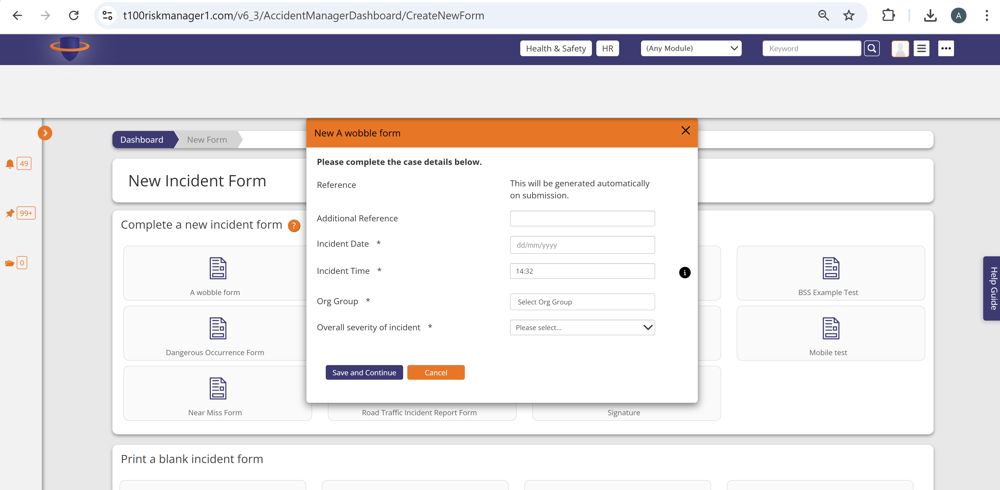 t100riskmanager1.com/v6_3/AccidentManagerDashboard/CreateNewForm
A
Health & Safety
HR
(Any Module)
Keyword
Dashboard
New Form
New A wobble form
49
99+
0
New Incident Form
Please complete the case details below.
Reference
This will be generated automatically
on submission.
Additional Reference
Incident Date *
dd/mm/yyyy
Incident Time *
14:32
i
Org Group *
Select Org Group
Overall severity of incident *
Please select...
Save and Continue
Cancel
Complete a new incident form ?
A wobble form
BSS Example Test
Dangerous Occurrence Form
Mobile test
Near Miss Form
Road Traffic Incident Report Form
Signature
Help Guide
Print a blank incident form